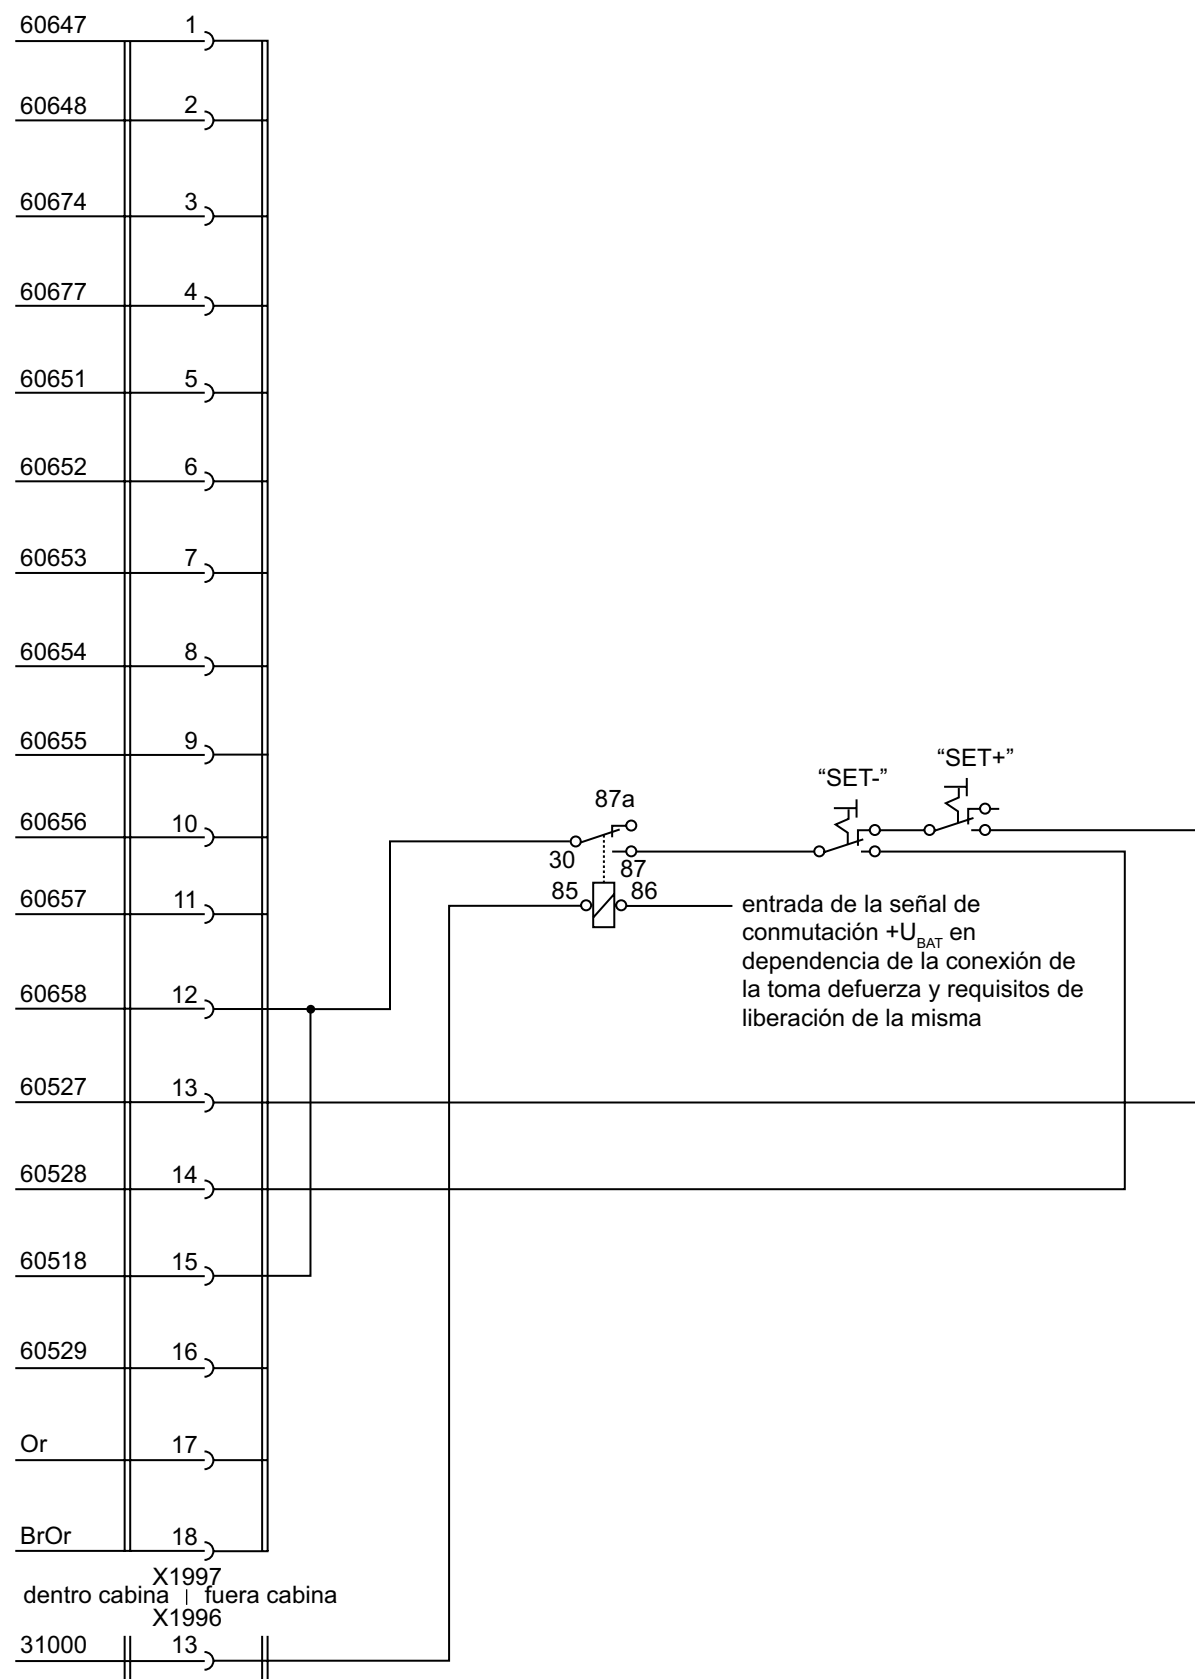 60647 1
60648 2
60674 3
60677 4
60651 5
60652 6
60653 7
60654 8
60655 9
60656 10
60657 11
60658 12
60527 13
60528 14
60518 15
60529 16
Or 17
BrOr 18
X1997
dentro cabina | fuera cabina
X1996
31000 13
87a
30
87
85
86
“SET-”
“SET+”
entrada de la señal de
conmutación +U_BAT en
dependencia de la conexión de
la toma defuerza y requisitos de
liberación de la misma